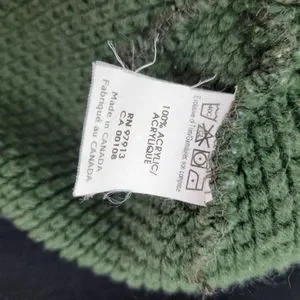 100% ACRYLIC/
ACRYLIQUE
RN 97913
CA 00108
Made in CANADA
Fabriqué au CANADA